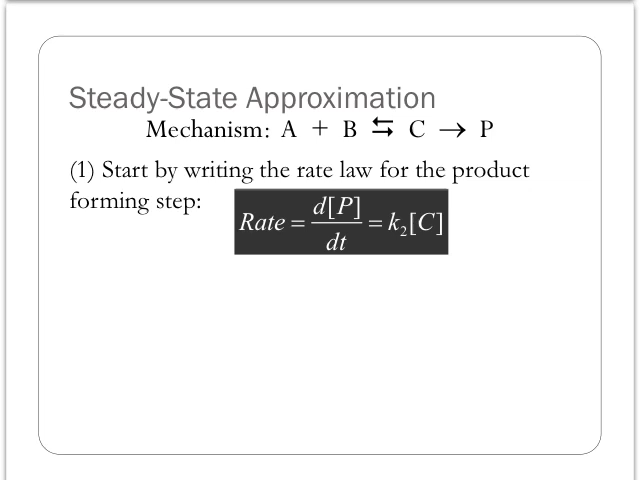 Steady-State Approximation
Mechanism: A + B ⇆ C → P
(1) Start by writing the rate law for the product
forming step:
Rate = d[P]/dt = k₂[C]